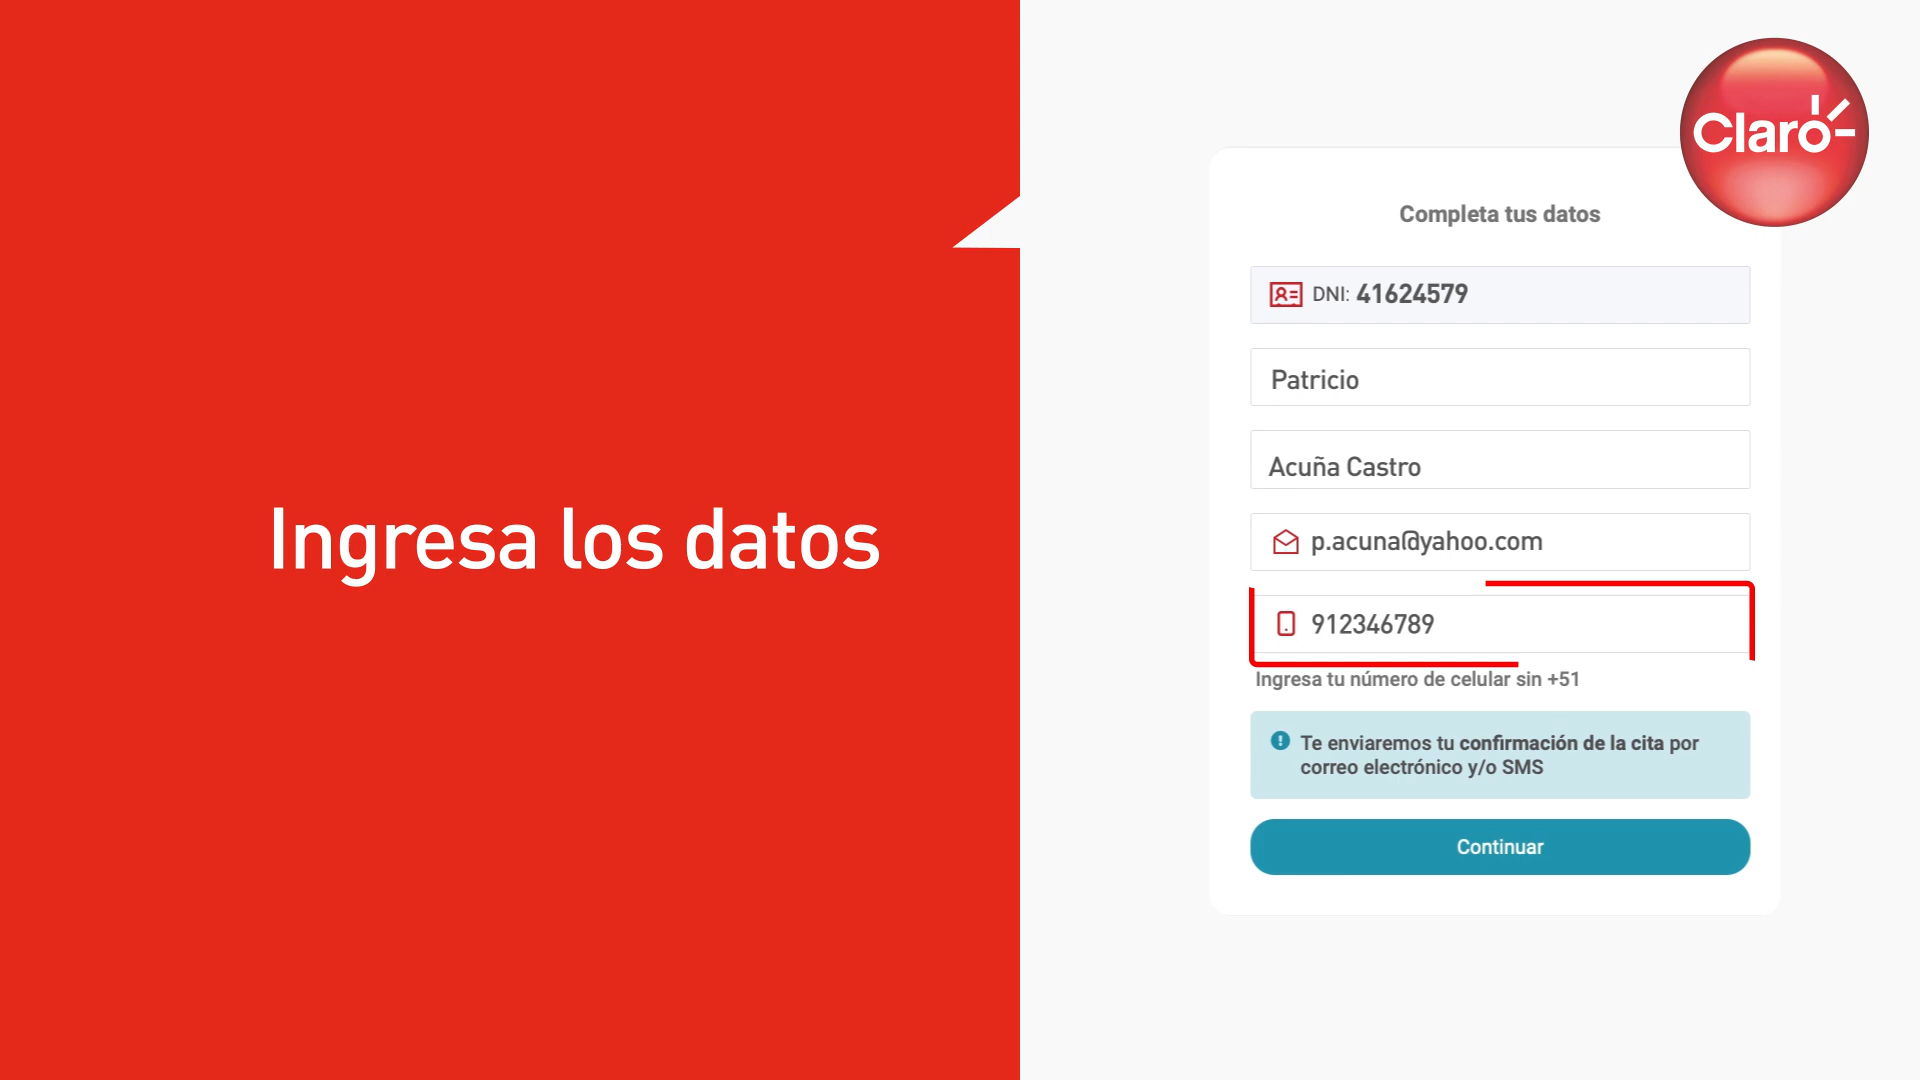 Ingresa los datos
Claro
Completa tus datos
DNI: 41624579
Patricio
Acuña Castro
p.acuna@yahoo.com
912346789
Ingresa tu número de celular sin +51
Te enviaremos tu confirmación de la cita por
correo electrónico y/o SMS
Continuar